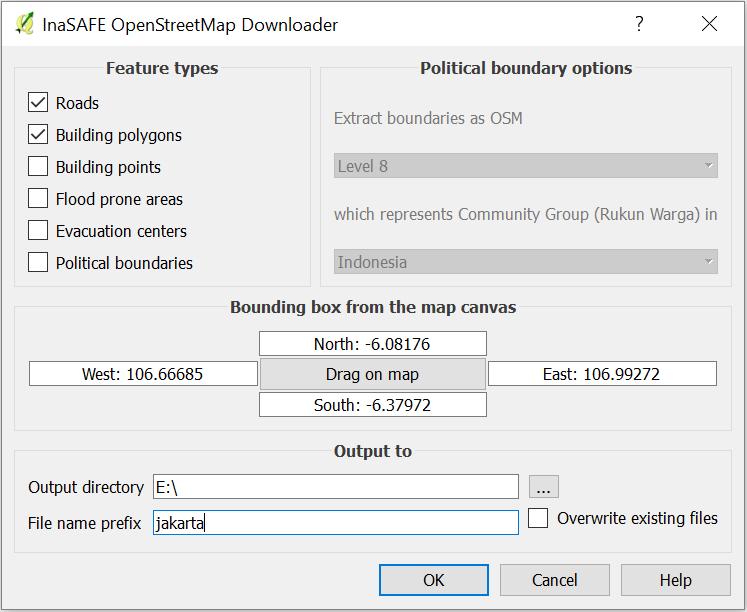 InaSAFE OpenStreetMap Downloader
?
Feature types
Roads
Building polygons
Building points
Flood prone areas
Evacuation centers
Political boundaries
Political boundary options
Extract boundaries as OSM
Level 8
which represents Community Group (Rukun Warga) in
Indonesia
Bounding box from the map canvas
North: -6.08176
West: 106.66685
Drag on map
East: 106.99272
South: -6.37972
Output to
Output directory
E:\
...
File name prefix
jakarta
Overwrite existing files
OK
Cancel
Help